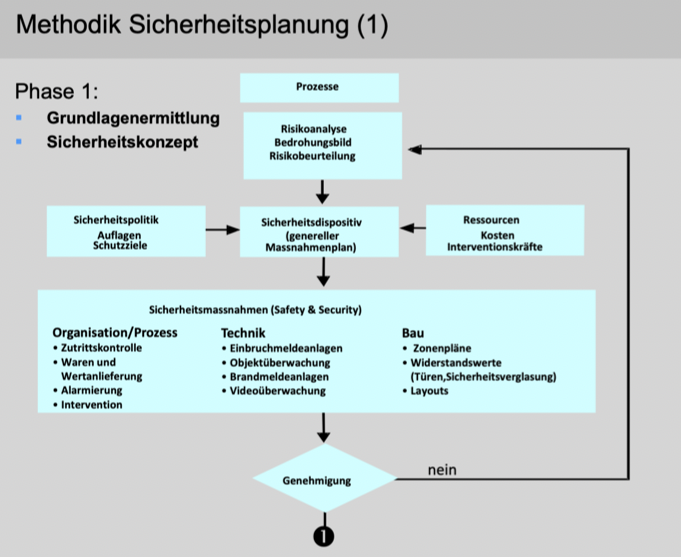 Methodik Sicherheitsplanung (1)
Phase 1:
▪ Grundlagenermittlung
▪ Sicherheitskonzept
Prozesse
Risikoanalyse
Bedrohungsbild
Risikobeurteilung
Sicherheitspolitik
Auflagen
Schutzziele
Sicherheitsdispositiv
(genereller
Massnahmenplan)
Ressourcen
Kosten
Interventionskräfte
Sicherheitsmassnahmen (Safety & Security)
Organisation/Prozess
• Zutrittskontrolle
• Waren und
Wertanlieferung
• Alarmierung
• Intervention
Technik
• Einbruchmeldeanlagen
• Objektüberwachung
• Brandmeldeanlagen
• Videoüberwachung
Bau
• Zonenpläne
• Widerstandswerte
(Türen,Sicherheitsverglasung)
• Layouts
Genehmigung
nein
1